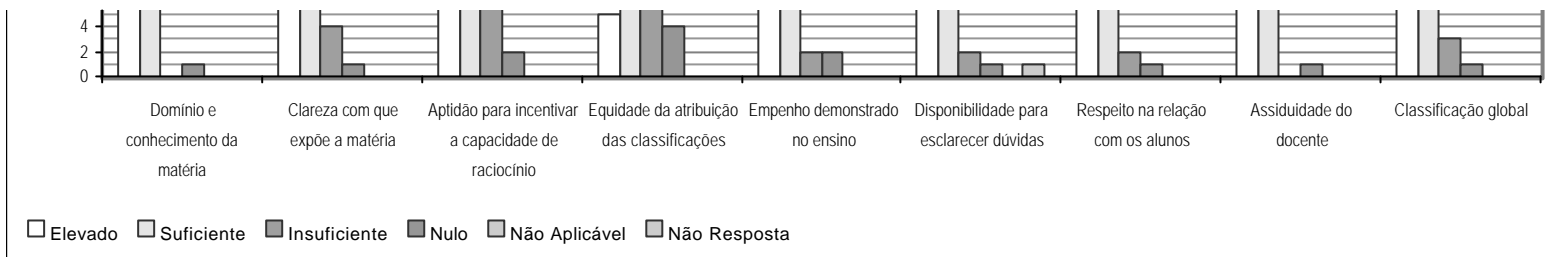 4
2
0
Domínio e conhecimento da matéria
Clareza com que expõe a matéria
Aptidão para incentivar a capacidade de raciocínio
Equidade da atribuição das classificações
Empenho demonstrado no ensino
Disponibilidade para esclarecer dúvidas
Respeito na relação com os alunos
Assiduidade do docente
Classificação global
Elevado Suficiente Insuficiente Nulo Não Aplicável Não Resposta